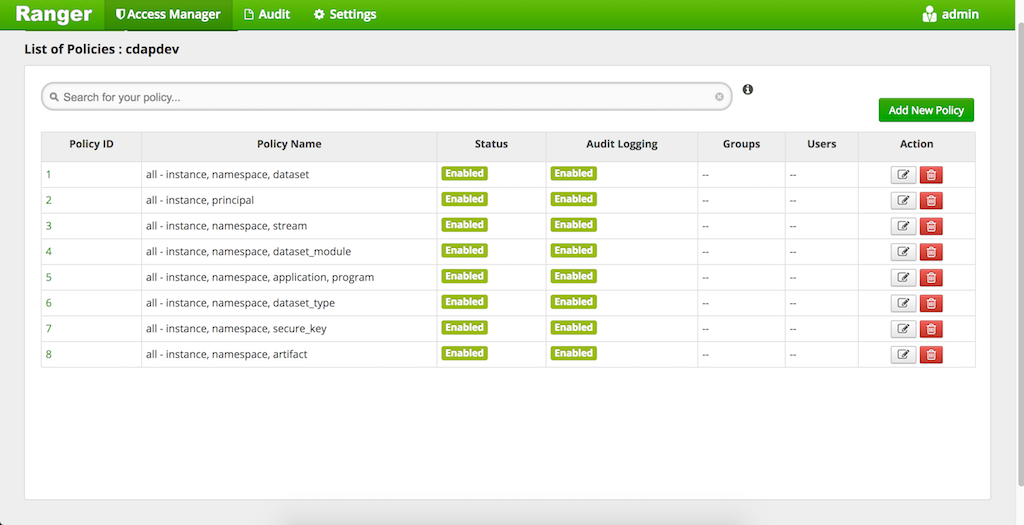 Ranger Access Manager Audit Settings admin
List of Policies : cdapdev
Search for your policy...
Add New Policy
Policy ID Policy Name Status Audit Logging Groups Users Action
1 all - instance, namespace, dataset Enabled Enabled -- --
2 all - instance, principal Enabled Enabled -- --
3 all - instance, namespace, stream Enabled Enabled -- --
4 all - instance, namespace, dataset_module Enabled Enabled -- --
5 all - instance, namespace, application, program Enabled Enabled -- --
6 all - instance, namespace, dataset_type Enabled Enabled -- --
7 all - instance, namespace, secure_key Enabled Enabled -- --
8 all - instance, namespace, artifact Enabled Enabled -- --